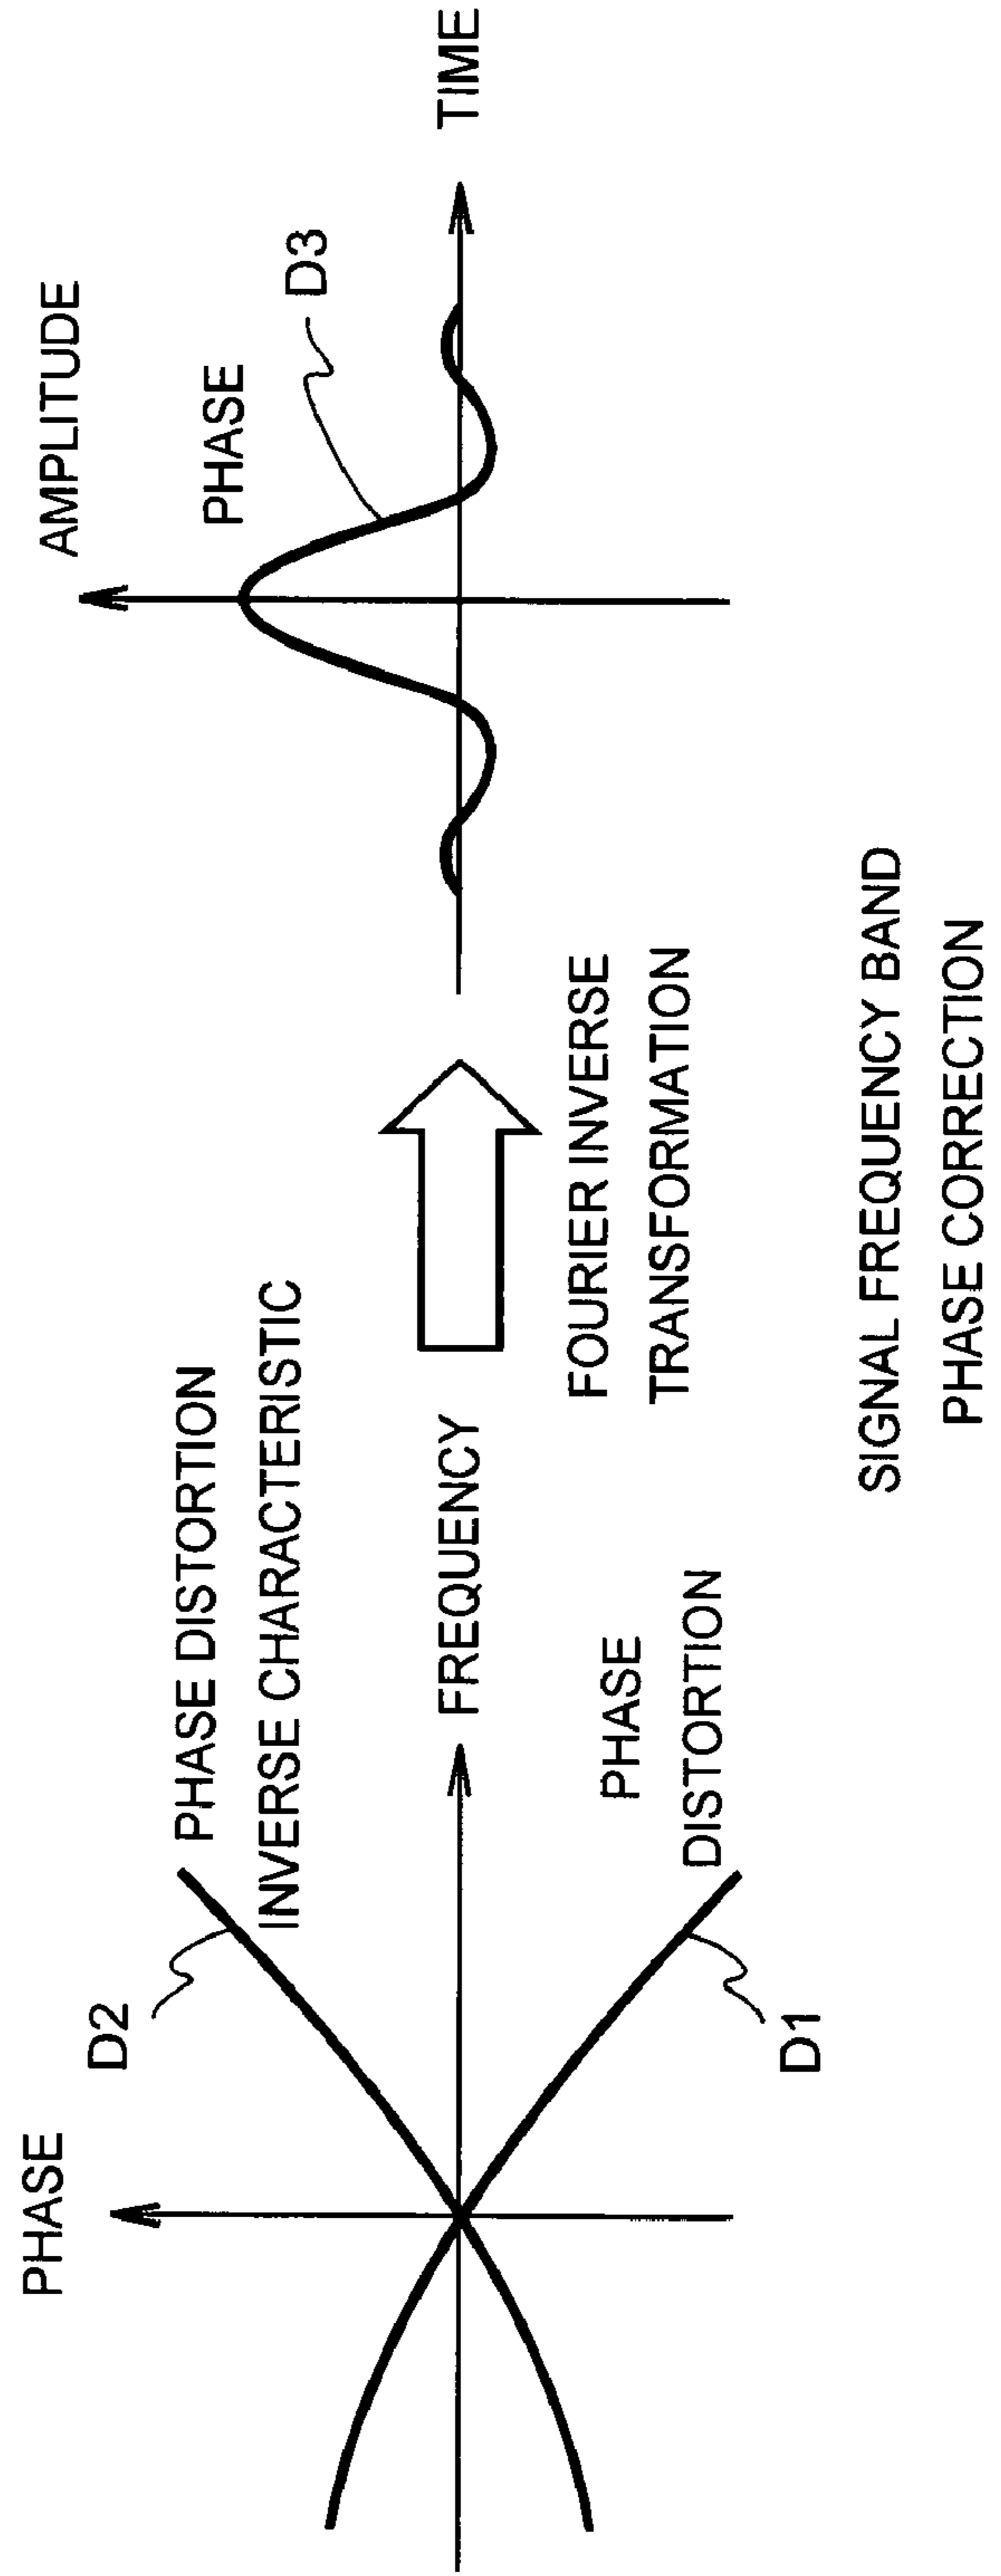 PHASE
D2
PHASE DISTORTION
INVERSE CHARACTERISTIC
FREQUENCY
PHASE
DISTORTION
D1
FOURIER INVERSE
TRANSFORMATION
AMPLITUDE
PHASE
D3
TIME
SIGNAL FREQUENCY BAND
PHASE CORRECTION